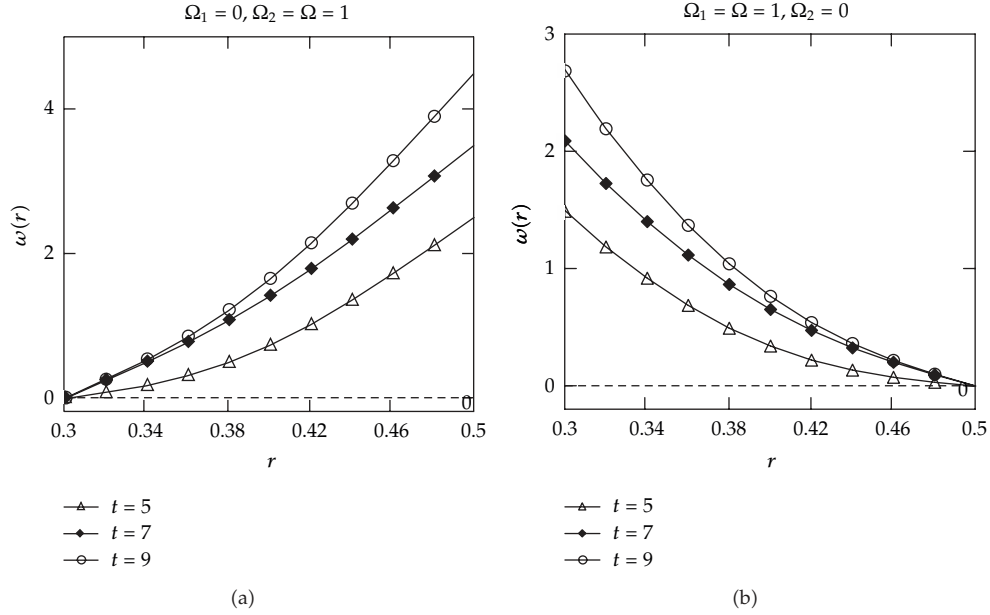 Ω₁ = 0, Ω₂ = Ω = 1
4
2
0
0
ω(r)
0.3 0.34 0.38 0.42 0.46 0.5
r
t = 5
t = 7
t = 9
(a)
Ω₁ = Ω = 1, Ω₂ = 0
3
2
1
0
0
ω(r)
0.3 0.34 0.38 0.42 0.46 0.5
r
t = 5
t = 7
t = 9
(b)